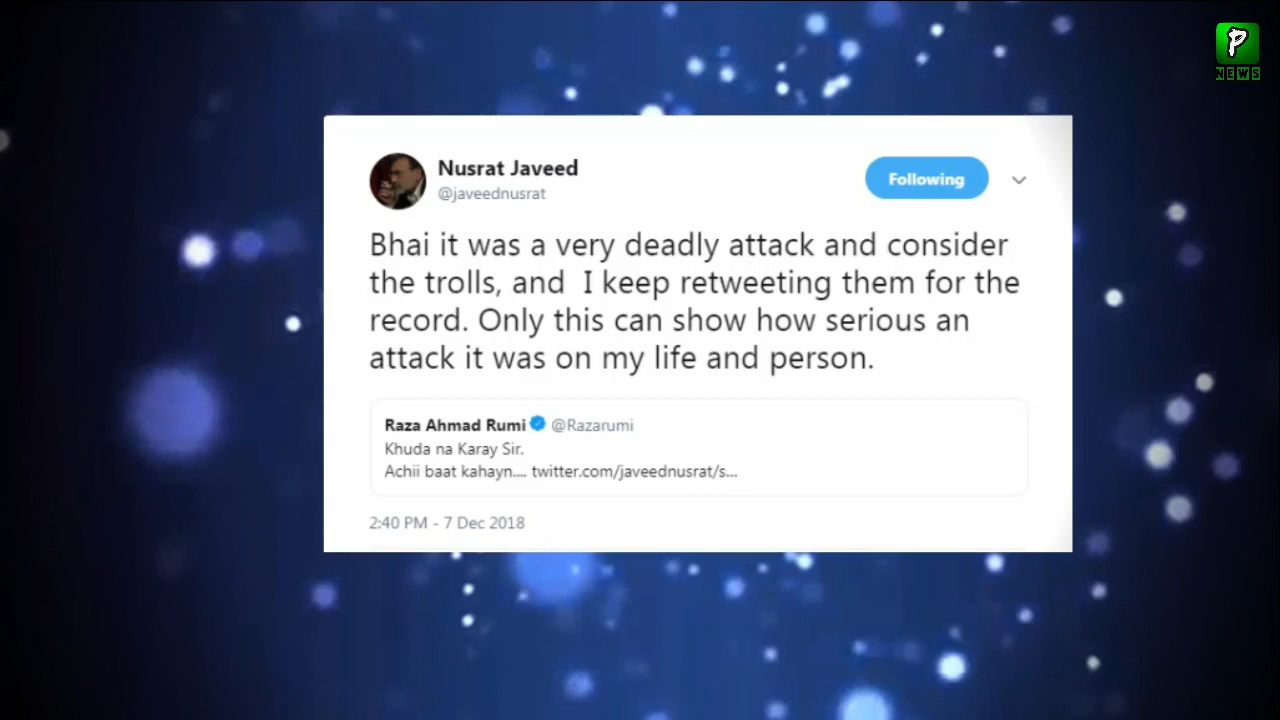 P
NEWS
Nusrat Javeed
@javeednusrat
Following
Bhai it was a very deadly attack and consider
the trolls, and  I keep retweeting them for the
record. Only this can show how serious an
attack it was on my life and person.
Raza Ahmad Rumi @Razarumi
Khuda na Karay Sir.
Achii baat kahayn.... twitter.com/javeednusrat/s...
2:40 PM - 7 Dec 2018